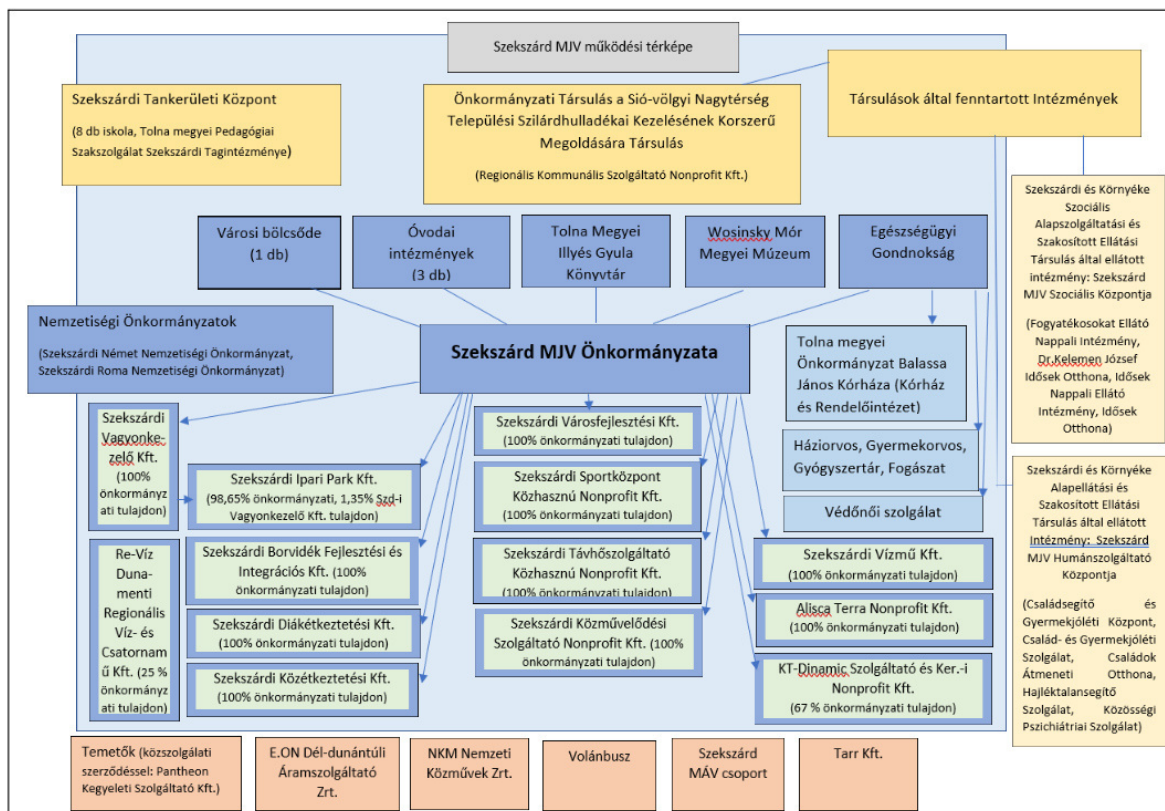 Szekszárd MJV működési térképe
Szekszárdi Tankerületi Központ
(8 db iskola, Tolna megyei Pedagógiai
Szakszolgálat Szekszárdi Tagintézménye)
Önkormányzati Társulás a Sió-völgyi Nagytérség
Települési Szilárdhulladékai Kezelésének Korszerű
Megoldására Társulás
(Regionális Kommunális Szolgáltató Nonprofit Kft.)
Társulások által fenntartott Intézmények
Városi bölcsőde
(1 db)
Óvodai
intézmények
(3 db)
Tolna Megyei
Illyés Gyula
Könyvtár
Wosinsky Mór
Megyei Múzeum
Egészségügyi
Gondnokság
Szekszárdi és Környéke
Szociális
Alapszolgáltatási és
Szakosított Ellátási
Társulás által ellátott
intézmény: Szekszárd
MJV Szociális Központja
(Fogyatékosokat Ellátó
Nappali Intézmény,
Dr.Kelemen József
Idősek Otthona, Idősek
Nappali Ellátó
Intézmény, Idősek
Otthona)
Nemzetiségi Önkormányzatok
(Szekszárdi Német Nemzetiségi Önkormányzat,
Szekszárdi Roma Nemzetiségi Önkormányzat)
Szekszárd MJV Önkormányzata
Tolna megyei
Önkormányzat Balassa
János Kórháza (Kórház
és Rendelőintézet)
Háziorvos, Gyermekorvos,
Gyógyszertár, Fogászat
Védőnői szolgálat
Szekszárdi
Vagyonke-
zelő Kft.
(100%
önkormányz
ati tulajdon)
Szekszárdi Ipari Park Kft.
(98,65% önkormányzati, 1,35% Szd-i
Vagyonkezelő Kft. tulajdon)
Re-Víz
Duna-
menti
Regionális
Víz- és
Csatornam
ű Kft. (25 %
önkormányz
ati tulajdon)
Szekszárdi Borvidék Fejlesztési és
Integrációs Kft. (100%
önkormányzati tulajdon)
Szekszárdi Diákétkeztetési Kft.
(100% önkormányzati tulajdon)
Szekszárdi Közétkeztetési Kft.
(100% önkormányzati tulajdon)
Szekszárdi Városfejlesztési Kft.
(100% önkormányzati tulajdon)
Szekszárdi Sportközpont
Közhasznú Nonprofit Kft.
(100% önkormányzati tulajdon)
Szekszárdi Távhőszolgáltató
Közhasznú Nonprofit Kft.
(100% önkormányzati tulajdon)
Szekszárdi Közművelődési
Szolgáltató Nonprofit Kft. (100%
önkormányzati tulajdon)
Szekszárdi Vízmű Kft.
(100% önkormányzati tulajdon)
Alisca Terra Nonprofit Kft.
(100% önkormányzati tulajdon)
KT-Dinamic Szolgáltató és Ker.-i
Nonprofit Kft.
(67 % önkormányzati tulajdon)
Szekszárdi és Környéke
Alapellátási és
Szakosított Ellátási
Társulás által ellátott
Intézmény: Szekszárd
MJV Humánszolgáltató
Központja
(Családsegítő és
Gyermekjóléti Központ,
Család- és Gyermekjóléti
Szolgálat, Családok
Átmeneti Otthona,
Hajléktalansegítő
Szolgálat, Közösségi
Pszichiátriai Szolgálat)
Temetők (közszolgálati
szerződéssel: Pantheon
Kegyeleti Szolgáltató Kft.)
E.ON Dél-dunántúli
Áramszolgáltató
Zrt.
NKM Nemzeti
Közművek Zrt.
Volánbusz
Szekszárd
MÁV csoport
Tarr Kft.